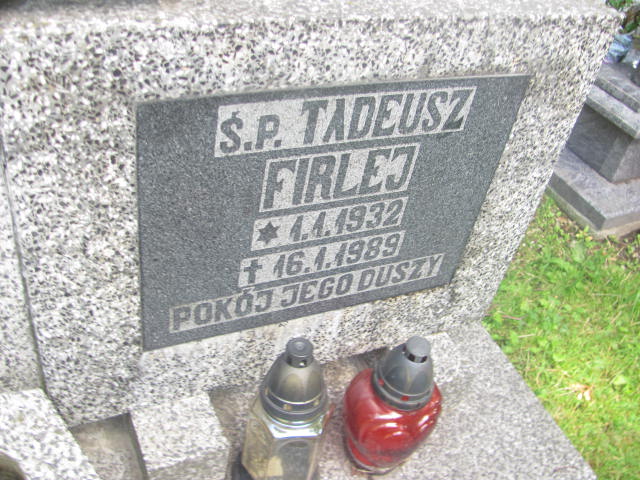 Ś.P. TADEUSZ
FIRLEJ
✶ 1.1.1932
✝ 16.1.1989
POKÓJ JEGO DUSZY